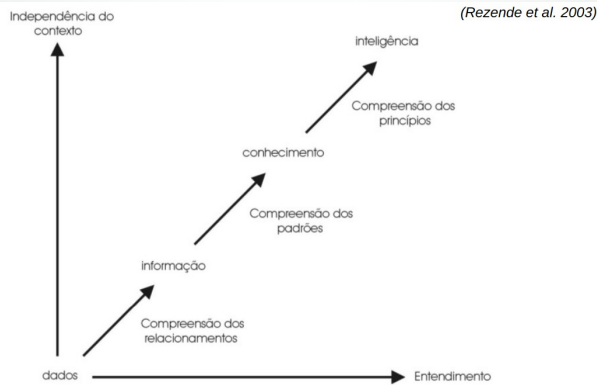 (Rezende et al. 2003)
Independência do
contexto
inteligência
Compreensão dos
princípios
conhecimento
Compreensão dos
padrões
informação
Compreensão dos
relacionamentos
dados
Entendimento